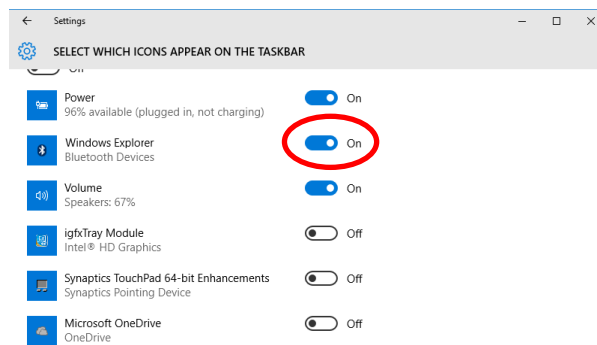 Settings
SELECT WHICH ICONS APPEAR ON THE TASKBAR
Off
Power
On
96% available (plugged in, not charging)
Windows Explorer
On
Bluetooth Devices
Volume
On
Speakers: 67%
igfxTray Module
Off
Intel® HD Graphics
Synaptics TouchPad 64-bit Enhancements
Off
Synaptics Pointing Device
Microsoft OneDrive
Off
OneDrive